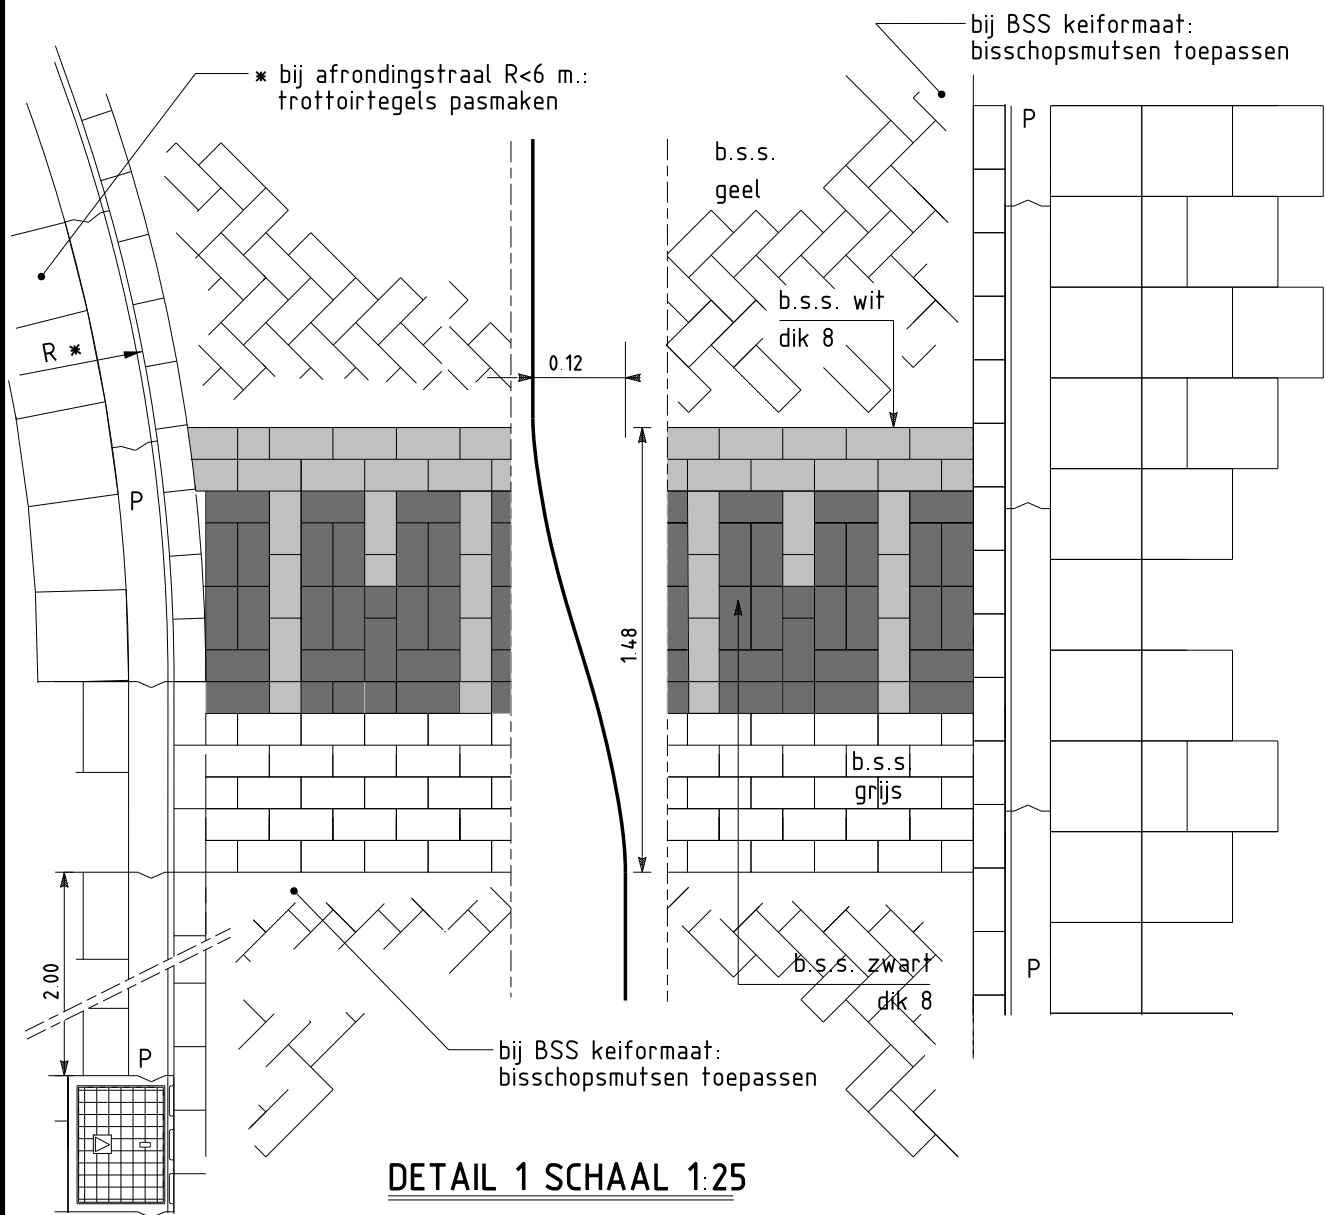 bij BSS keiformaat:
bisschopsmutsen toepassen
* bij afrondingstraal R<6 m.:
trottoirtegels pasmaken
P
b.s.s.
geel
b.s.s. wit
dik 8
R *
0.12
P
1.48
b.s.s.
grijs
b.s.s. zwart
dik 8
P
2.00
P
bij BSS keiformaat:
bisschopsmutsen toepassen
DETAIL 1 SCHAAL 1:25